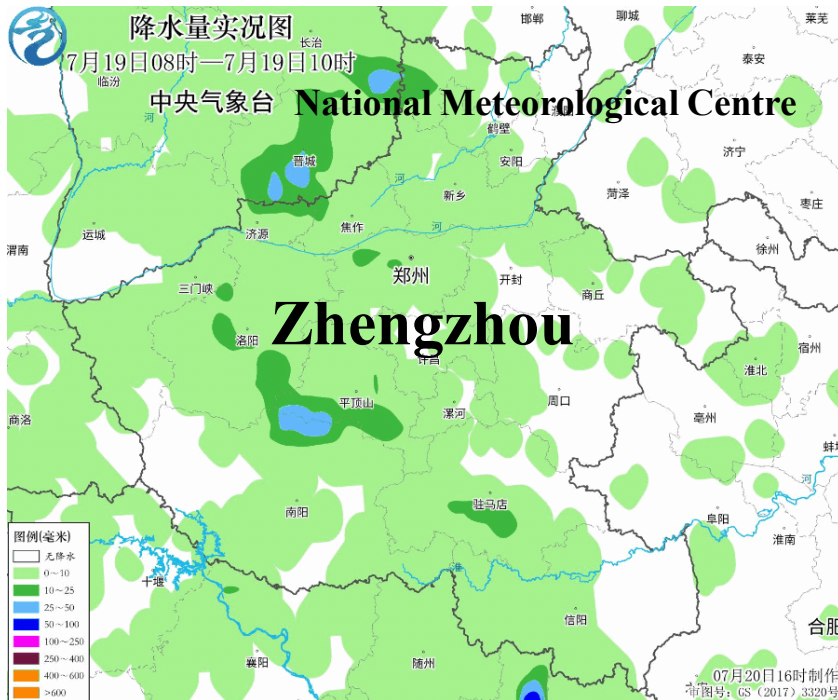 降水量实况图
7月19日08时—7月19日10时
中央气象台 National Meteorological Centre
邯郸
聊城
莱芜
长治
泰安
临汾
河
鹤壁
济宁
晋城
安阳
菏泽
枣庄
河
新乡
运城
济源
焦作
河
渭南
徐州
郑州
开封
三门峡
商丘
Zhengzhou
洛阳
许昌
宿州
淮北
平顶山
周口
商洛
漯河
亳州
河
南阳
驻马店
阜阳
淮南
十堰
淮
信阳
合肥
襄阳
随州
图例(毫米)
无降水
0～10
10～25
25～50
50～100
100～250
250～400
400～600
>600
07月20日16时制作
审图号: GS (2017) 3320号